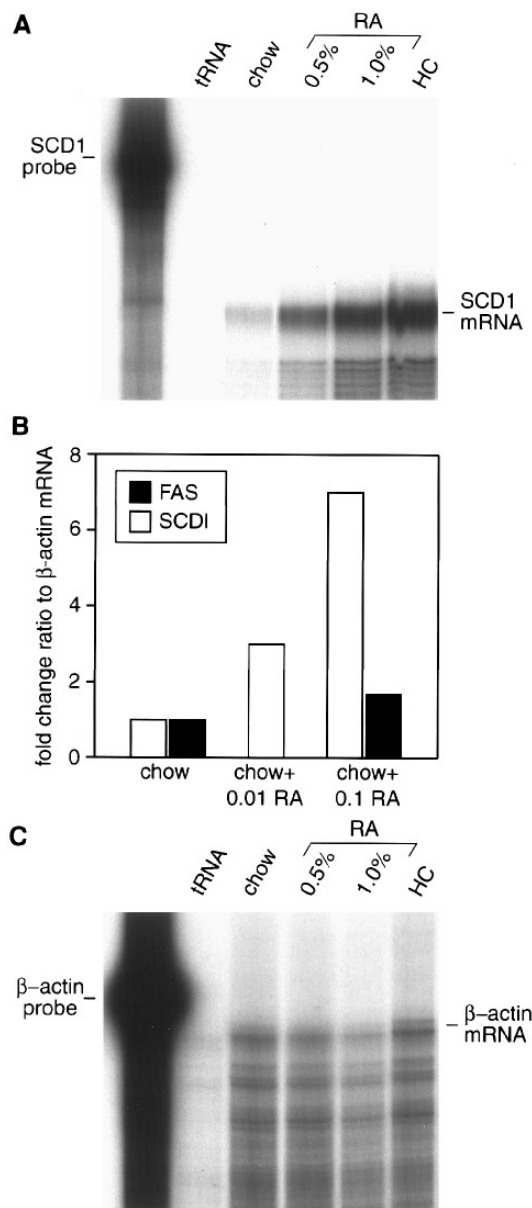 A
tRNA
chow
RA
0.5%
1.0%
HC
SCD1
probe
SCD1
mRNA
B
fold change ratio to β-actin mRNA
8
6
4
2
0
FAS
SCDI
chow
chow+
0.01 RA
chow+
0.1 RA
C
tRNA
chow
RA
0.5%
1.0%
HC
β-actin
probe
β-actin
mRNA